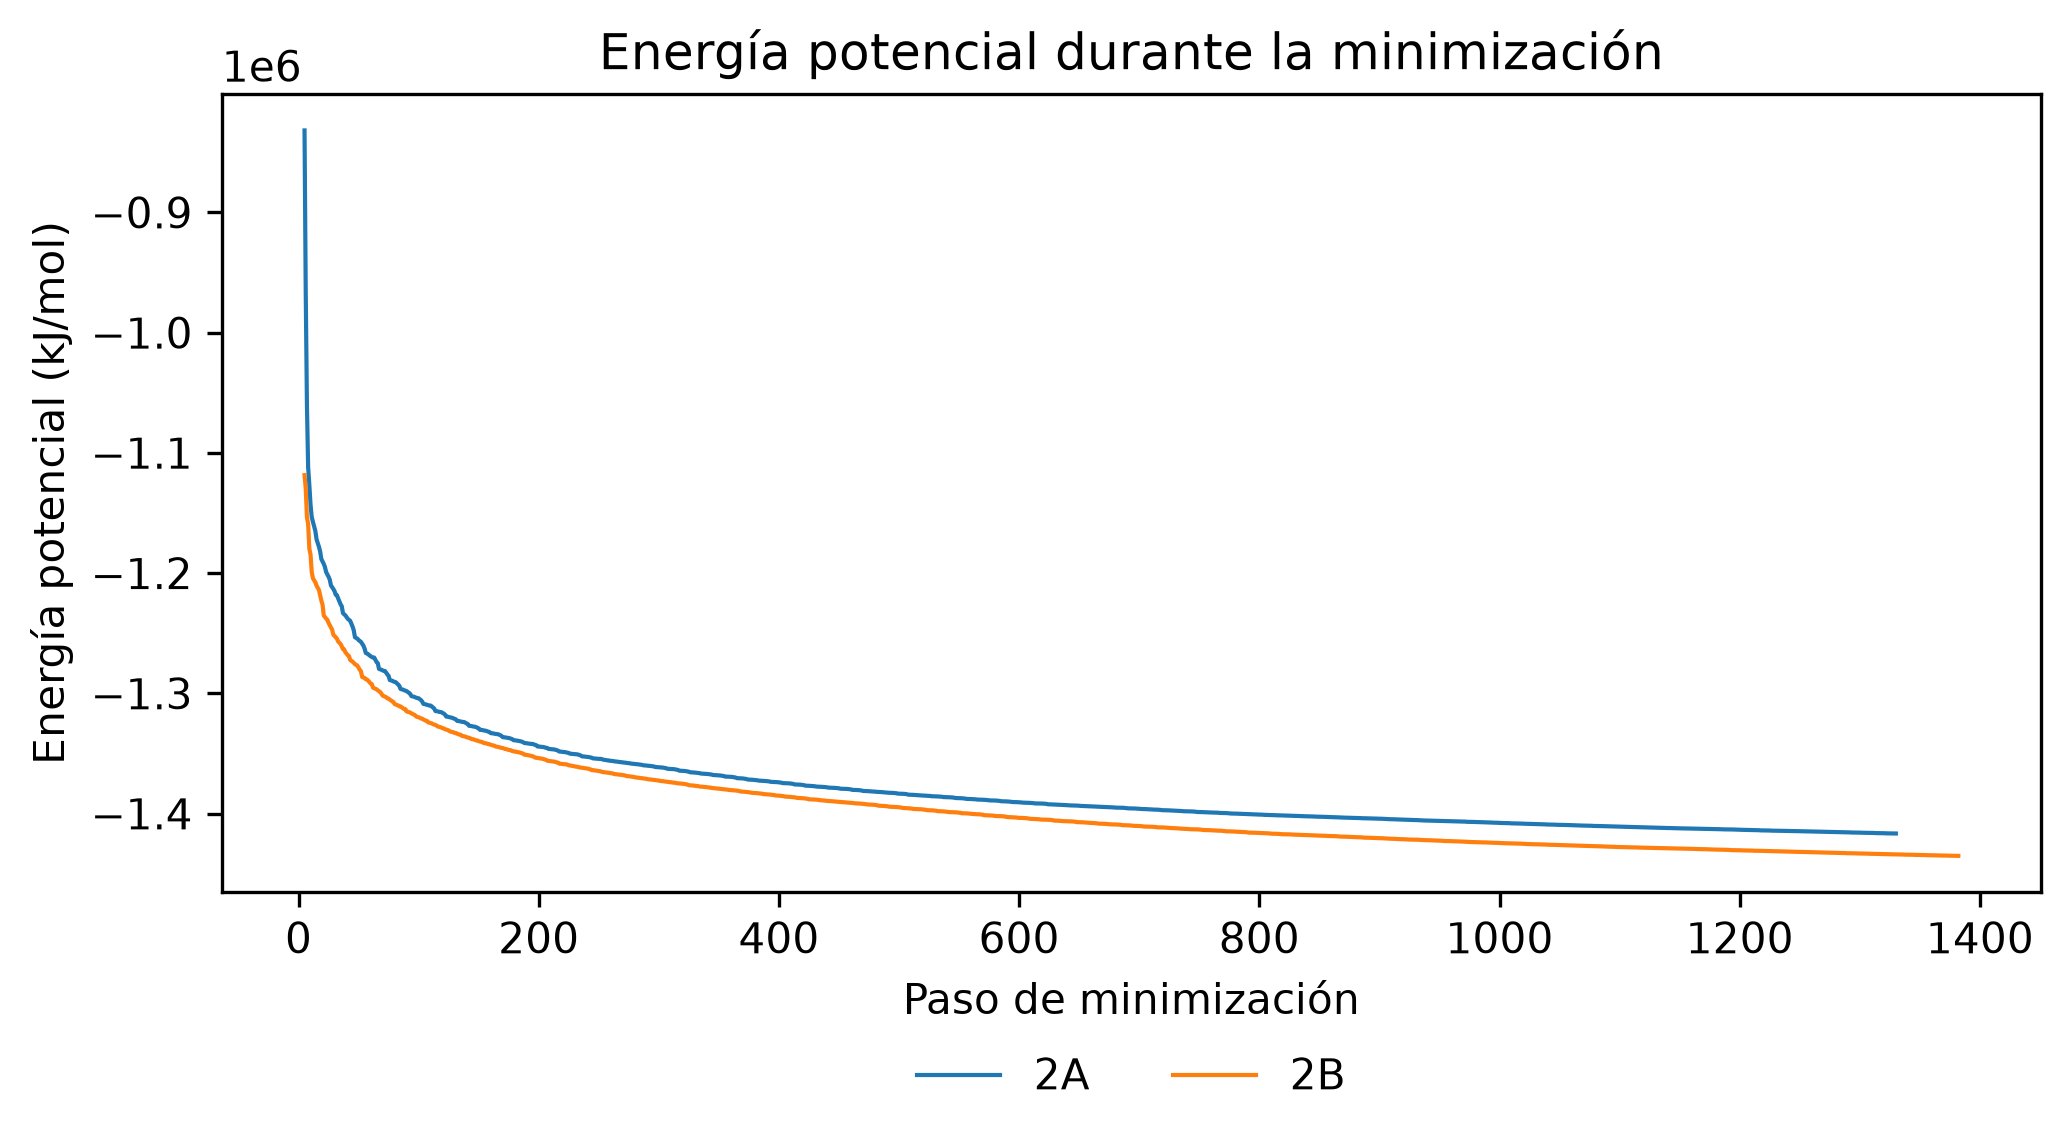 Energía potencial durante la minimización
1e6
Energía potencial (kJ/mol)
−0.9
−1.0
−1.1
−1.2
−1.3
−1.4
0 200 400 600 800 1000 1200 1400
Paso de minimización
2A 2B